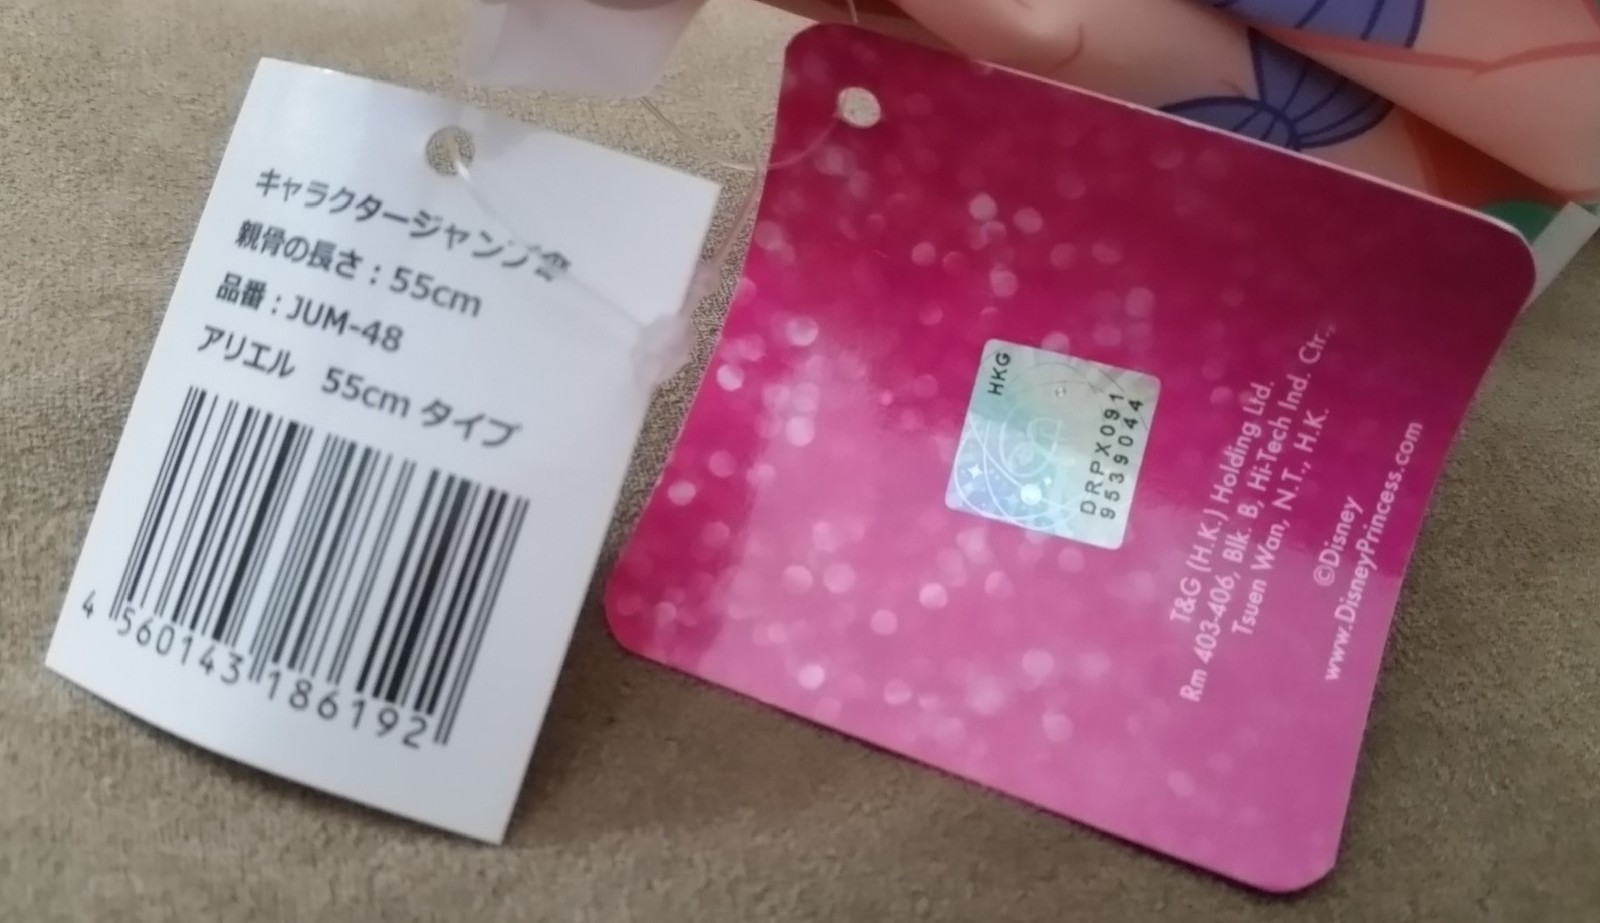 キャラクタージャンプ傘
親骨の長さ：55cm
品番：JUM-48
アリエル　55cm タイプ
4 560143 186192
HKG
DRPX091
9539044
T&G (H.K.) Holding Ltd.
Rm 403-406, Blk. B, Hi-Tech Ind. Ctr.,
Tsuen Wan, N.T., H.K.
©Disney
www.DisneyPrincess.com